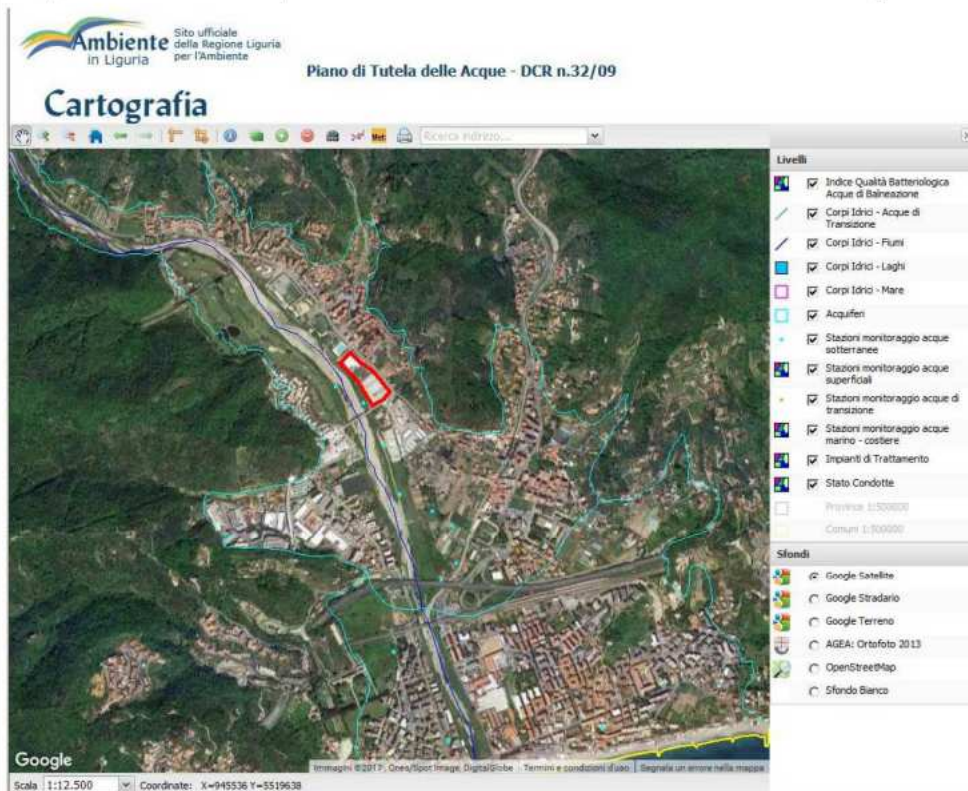 Ambiente
in Liguria
Sito ufficiale
della Regione Liguria
per l'Ambiente
Piano di Tutela delle Acque - DCR n.32/09
Cartografia
Ricerca indirizzo...
Livelli
Indice Qualità Batteriologica
Acque di Balneazione
Corpi Idrici - Acque di
Transizione
Corpi Idrici - Fiumi
Corpi Idrici - Laghi
Corpi Idrici - Mare
Acquiferi
Stazioni monitoraggio acque
sotterranee
Stazioni monitoraggio acque
superficiali
Stazioni monitoraggio acque di
transizione
Stazioni monitoraggio acque
marino - costiere
Impianti di Trattamento
Stato Condotte
Province 1:500000
Comuni 1:500000
Sfondi
Google Satellite
Google Stradario
Google Terreno
AGEA: Ortofoto 2013
OpenStreetMap
Sfondo Bianco
Google
Immagini ©2017, Cnes/Spot Image, DigitalGlobe
Termini e condizioni d'uso
Segnala un errore nella mappa
Scala 1:12.500
Coordinate: X=945536 Y=5519638